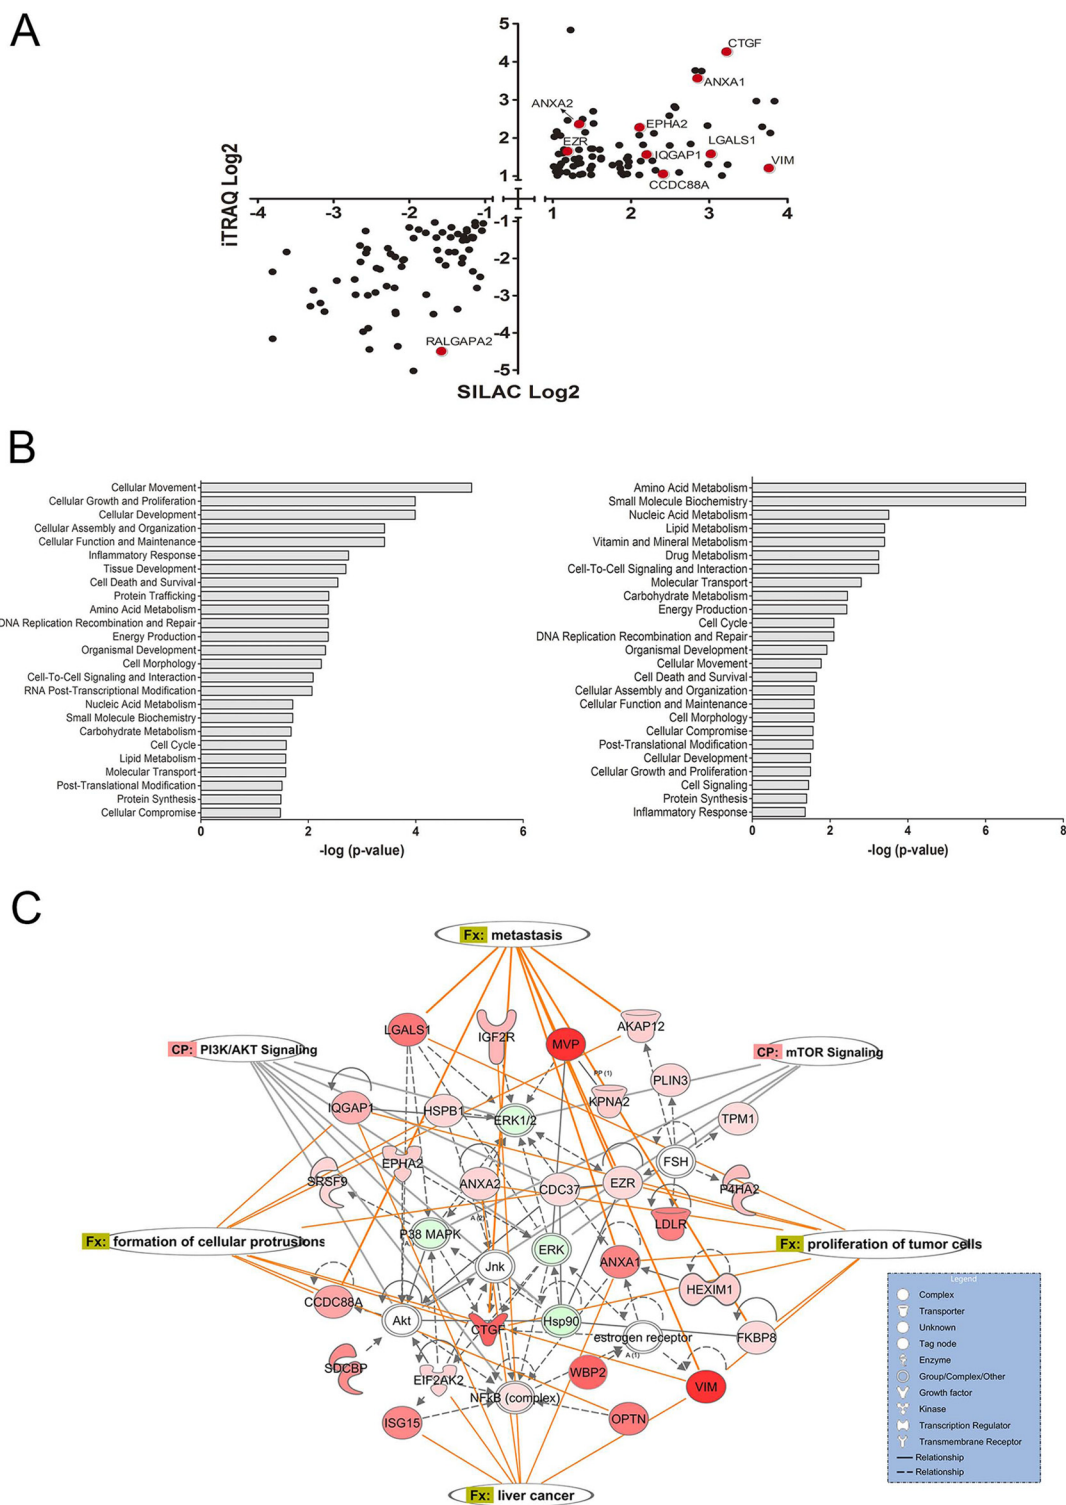 A
5
4
3
2
1
CTGF
ANXA1
ANXA2
EPHA2
EZR
IQGAP1
LGALS1
VIM
CCDC88A
iTRAQ Log2
-4
-3
-2
-1
1
2
3
4
-1
-2
-3
-4
-5
RALGAPA2
SILAC Log2
B
Cellular Movement
Cellular Growth and Proliferation
Cellular Development
Cellular Assembly and Organization
Cellular Function and Maintenance
Inflammatory Response
Tissue Development
Cell Death and Survival
Protein Trafficking
Amino Acid Metabolism
DNA Replication Recombination and Repair
Energy Production
Organismal Development
Cell Morphology
Cell-To-Cell Signaling and Interaction
RNA Post-Transcriptional Modification
Nucleic Acid Metabolism
Small Molecule Biochemistry
Carbohydrate Metabolism
Cell Cycle
Lipid Metabolism
Molecular Transport
Post-Translational Modification
Protein Synthesis
Cellular Compromise
0 2 4 6
-log (p-value)
Amino Acid Metabolism
Small Molecule Biochemistry
Nucleic Acid Metabolism
Lipid Metabolism
Vitamin and Mineral Metabolism
Drug Metabolism
Cell-To-Cell Signaling and Interaction
Molecular Transport
Carbohydrate Metabolism
Energy Production
Cell Cycle
DNA Replication Recombination and Repair
Organismal Development
Cellular Movement
Cell Death and Survival
Cellular Assembly and Organization
Cellular Function and Maintenance
Cell Morphology
Cellular Compromise
Post-Translational Modification
Cellular Development
Cellular Growth and Proliferation
Cell Signaling
Protein Synthesis
Inflammatory Response
0 2 4 6 8
-log (p-value)
C
Fx: metastasis
LGALS1
IGF2R
MVP
AKAP12
CP: PI3K/AKT Signaling
CP: mTOR Signaling
PP (1)
PLIN3
KPNA2
IQGAP1
HSPB1
ERK1/2
TPM1
EPHA2
FSH
SRSF9
ANXA2
CDC37
EZR
P4HA2
LDLR
P38 MAPK
Fx: formation of cellular protrusions
ERK
Fx: proliferation of tumor cells
Jnk
ANXA1
HEXIM1
CCDC88A
Akt
CTGF
Hsp90
estrogen receptor
FKBP8
A (1)
SDCBP
EIF2AK2
WBP2
NFkB (complex)
VIM
ISG15
OPTN
Fx: liver cancer
Legend
Complex
Transporter
Unknown
Tag node
Enzyme
Group/Complex/Other
Growth factor
Kinase
Transcription Regulator
Transmembrane Receptor
Relationship
Relationship